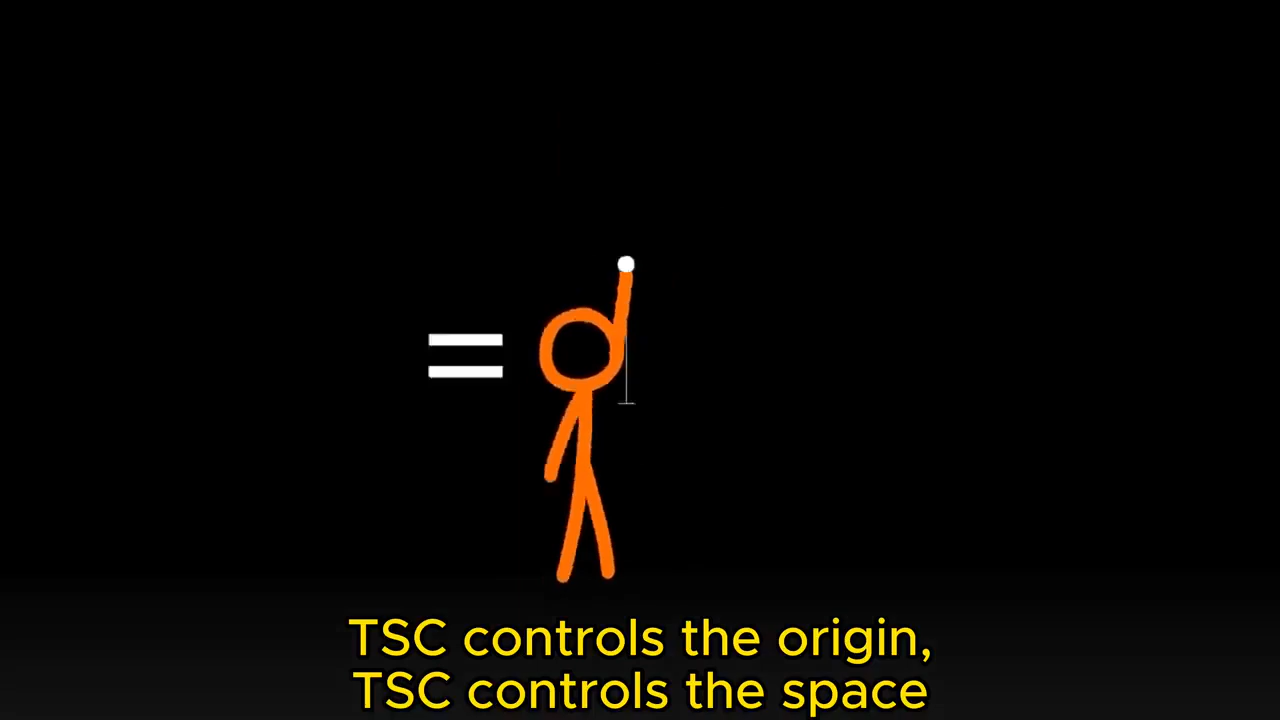 =
TSC controls the origin,
TSC controls the space